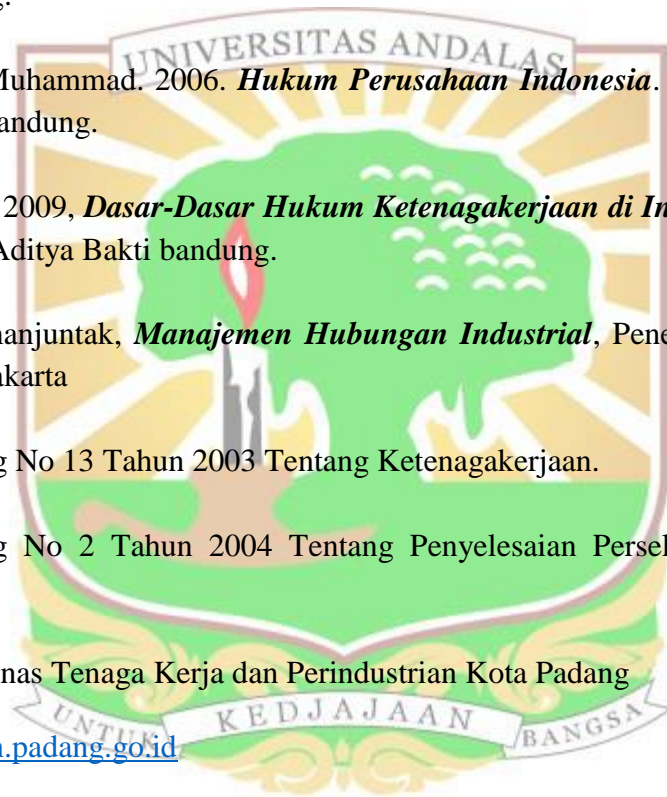 g.
UNIVERSITAS ANDALAS
Muhammad. 2006. Hukum Perusahaan Indonesia.
andung.
2009, Dasar-Dasar Hukum Ketenagakerjaan di In
Aditya Bakti bandung.
nanjuntak, Manajemen Hubungan Industrial, Pene
akarta
g No 13 Tahun 2003 Tentang Ketenagakerjaan.
g No 2 Tahun 2004 Tentang Penyelesaian Persel
nas Tenaga Kerja dan Perindustrian Kota Padang
UNTUK KEDJAJAAN BANGSA
n.padang.go.id